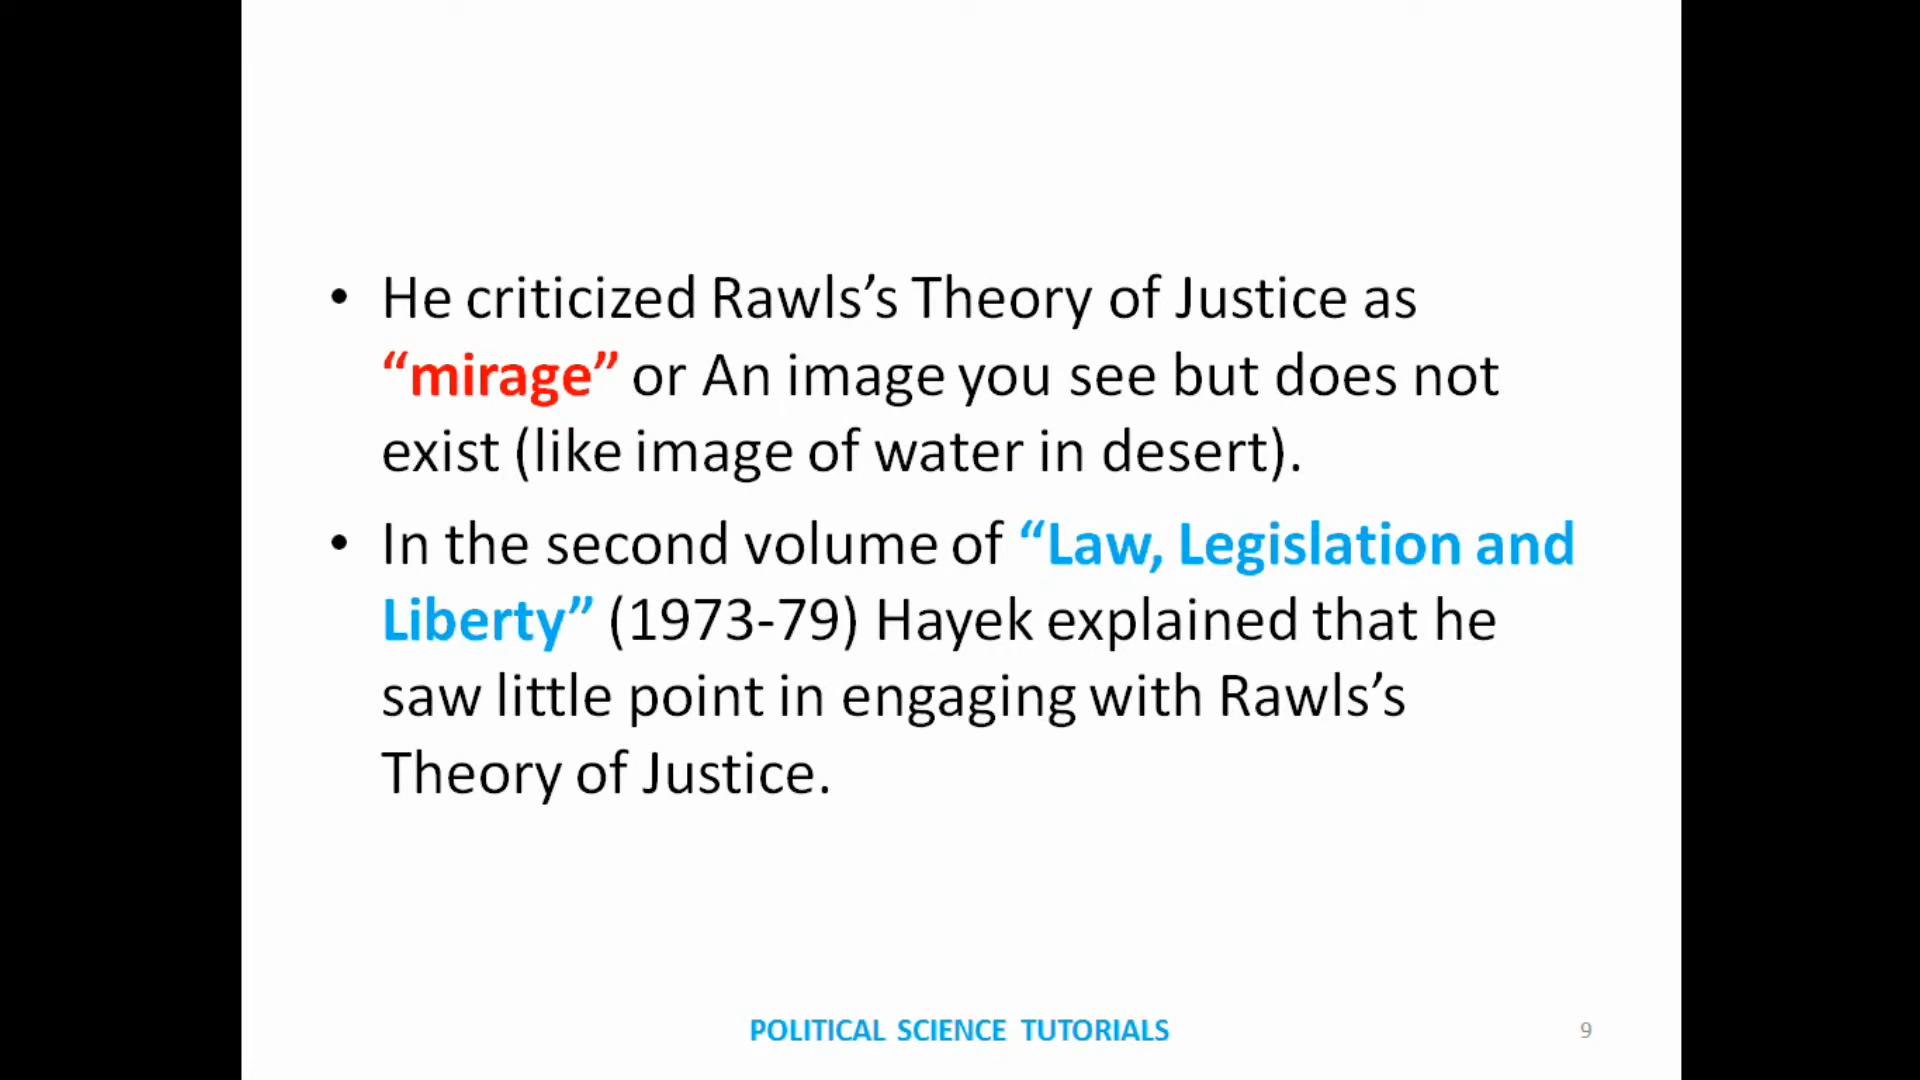 • He criticized Rawls’s Theory of Justice as
“mirage” or An image you see but does not
exist (like image of water in desert).
• In the second volume of “Law, Legislation and
Liberty” (1973-79) Hayek explained that he
saw little point in engaging with Rawls’s
Theory of Justice.
POLITICAL SCIENCE TUTORIALS
9